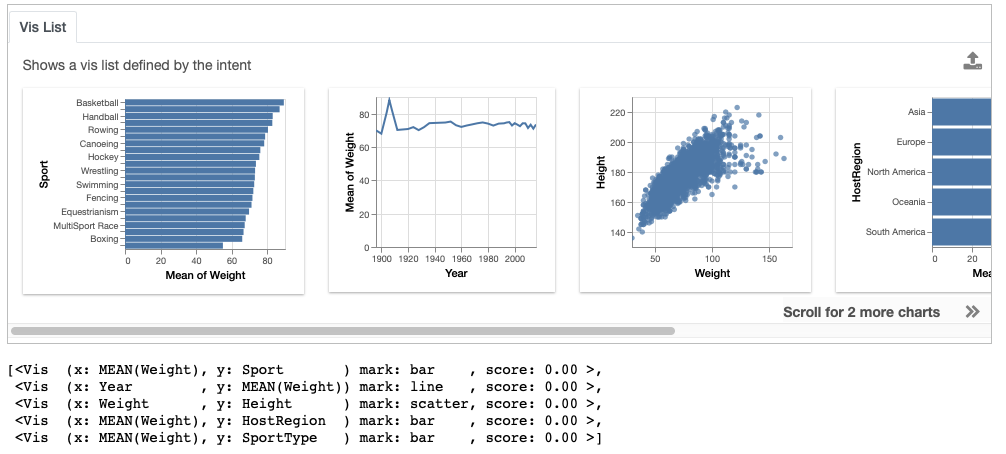 Vis List
Shows a vis list defined by the intent
Sport
Basketball
Handball
Rowing
Canoeing
Hockey
Wrestling
Swimming
Fencing
Equestrianism
MultiSport Race
Boxing
0 20 40 60 80
Mean of Weight
Mean of Weight
80
60
40
20
0
1900 1920 1940 1960 1980 2000
Year
Height
220
200
180
160
140
50 100 150
Weight
HostRegion
Asia
Europe
North America
Oceania
South America
0 20
Mea
Scroll for 2 more charts
[<Vis (x: MEAN(Weight), y: Sport ) mark: bar , score: 0.00 >,
<Vis (x: Year , y: MEAN(Weight)) mark: line , score: 0.00 >,
<Vis (x: Weight , y: Height ) mark: scatter, score: 0.00 >,
<Vis (x: MEAN(Weight), y: HostRegion ) mark: bar , score: 0.00 >,
<Vis (x: MEAN(Weight), y: SportType ) mark: bar , score: 0.00 >]